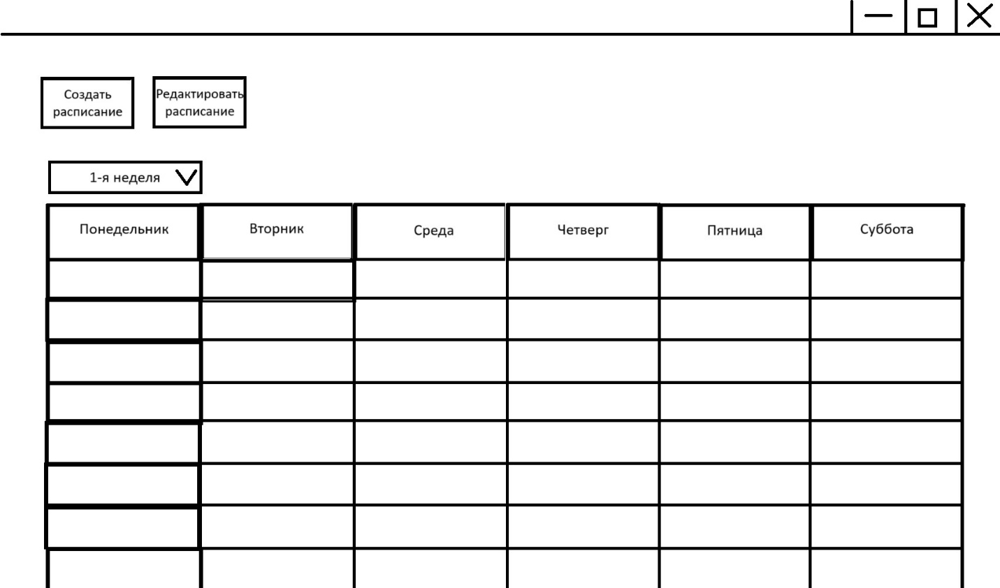 Создать
расписание
Редактировать
расписание
1-я неделя
Понедельник
Вторник
Среда
Четверг
Пятница
Суббота